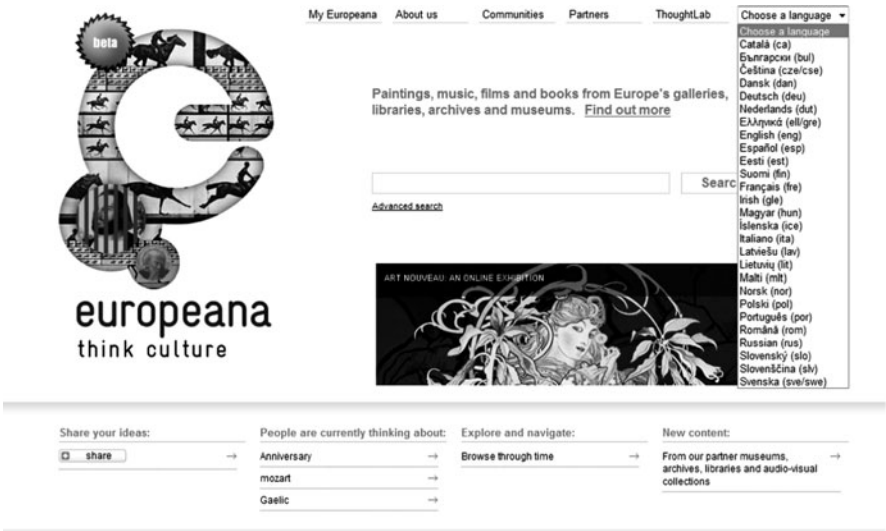 beta
My Europeana
About us
Communities
Partners
ThoughtLab
Choose a language
Choose a language
Català (ca)
Български (bul)
Čeština (cze/cse)
Dansk (dan)
Deutsch (deu)
Nederlands (dut)
Ελληνικά (ell/gre)
English (eng)
Español (esp)
Eesti (est)
Suomi (fin)
Français (fre)
Irish (gle)
Magyar (hun)
Íslenska (ice)
Italiano (ita)
Latviešu (lav)
Lietuvių (lit)
Malti (mlt)
Norsk (nor)
Polski (pol)
Português (por)
Română (rom)
Russian (rus)
Slovenský (slo)
Slovenščina (slv)
Svenska (sve/swe)
Paintings, music, films and books from Europe's galleries,
libraries, archives and museums. Find out more
Searc
Advanced search
ART NOUVEAU: AN ONLINE EXHIBITION
europeana
think culture
Share your ideas:
share
People are currently thinking about:
Anniversary
mozart
Gaelic
Explore and navigate:
Browse through time
New content:
From our partner museums,
archives, libraries and audio-visual
collections